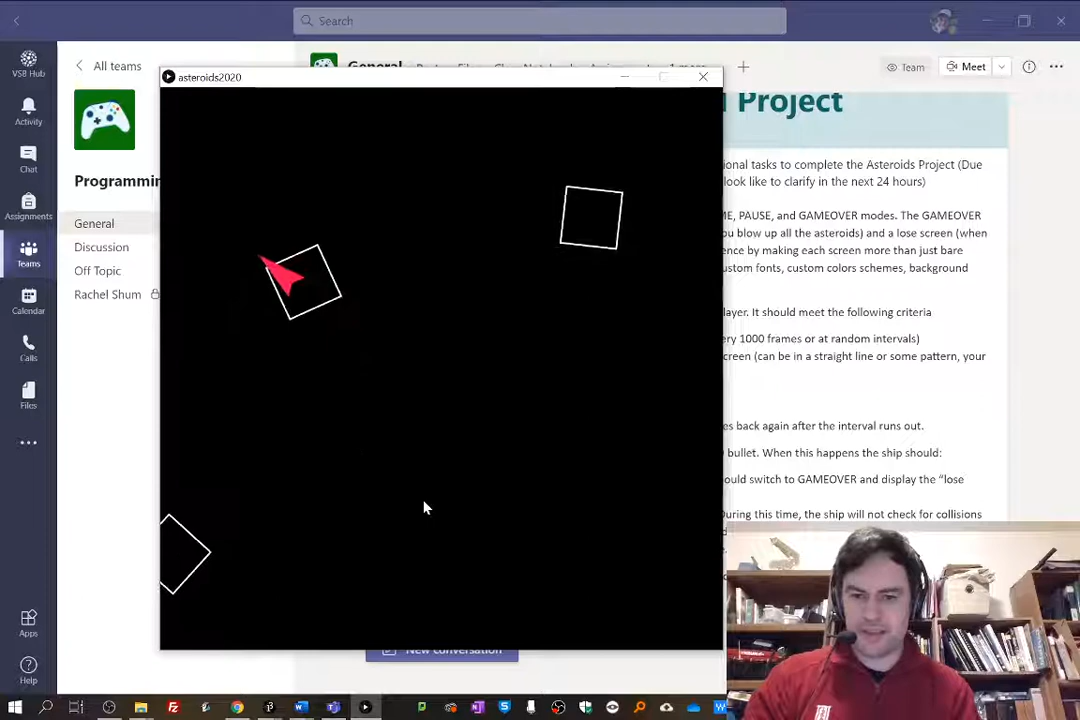 Search
VSB Hub
All teams
General
Team
Meet
asteroids2020
Activity
Chat
Assignments
Teams
Calendar
Calls
Files
Apps
Help
General
Discussion
Off Topic
Rachel Shum
Project
ional tasks to complete the Asteroids Project (Due
look like to clarify in the next 24 hours)
ME, PAUSE, and GAMEOVER modes. The GAMEOVER
ou blow up all the asteroids) and a lose screen (when
ence by making each screen more than just bare
ustom fonts, custom colors schemes, background
layer. It should meet the following criteria
ery 1000 frames or at random intervals)
creen (can be in a straight line or some pattern, your
es back again after the interval runs out.
bullet. When this happens the ship should:
ould switch to GAMEOVER and display the “lose
During this time, the ship will not check for collisions
New conversation